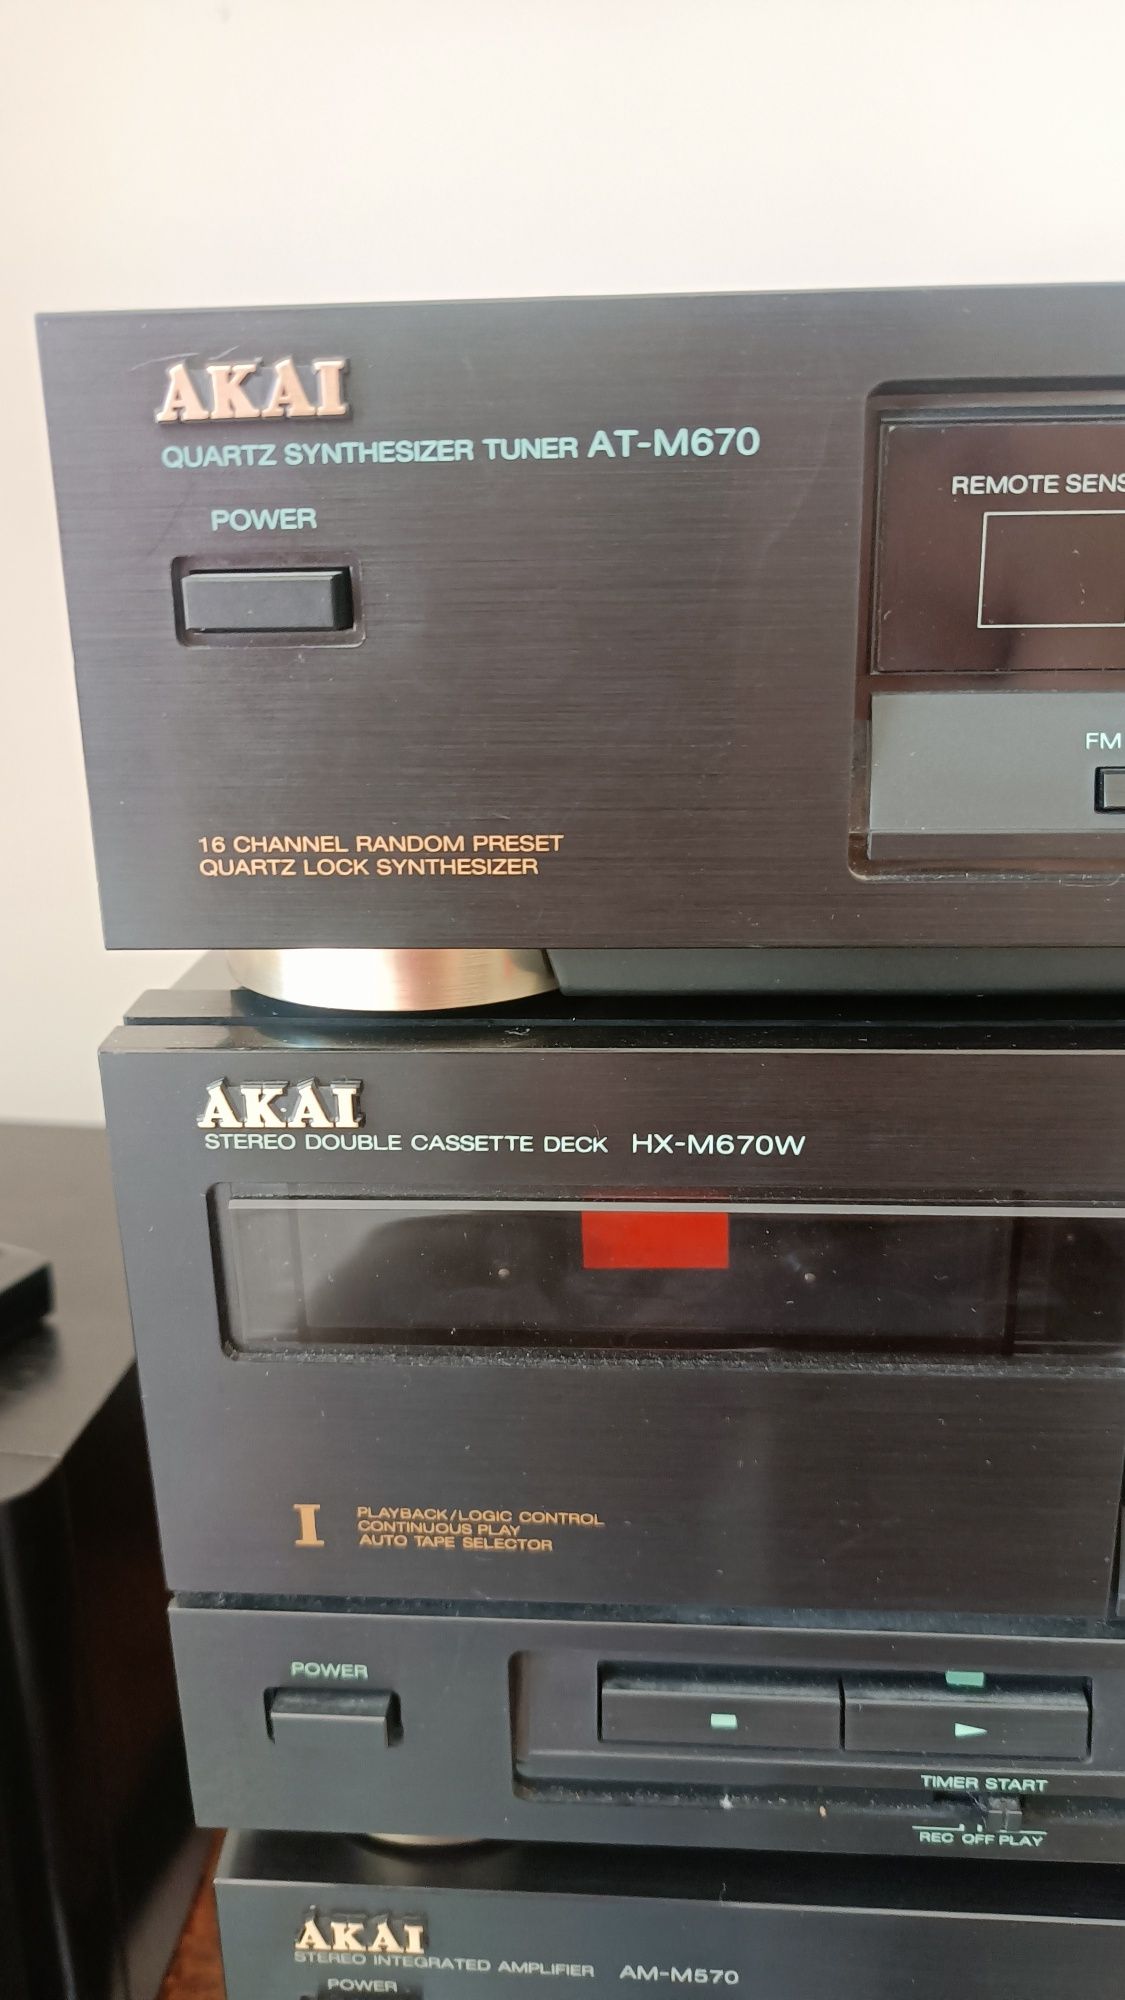 AKAI
QUARTZ SYNTHESIZER TUNER AT-M670
REMOTE
POWER
FM
16 CHANNEL RANDOM PRESET
QUARTZ LOCK SYNTHESIZER
AKAI
STEREO DOUBLE CASSETTE DECK HX-M670W
I
PLAYBACK/LOGIC CONTROL
CONTINUOUS PLAY
AUTO TAPE SELECTOR
POWER
TIMER START
REC OFF PLAY
AKAI
STEREO INTEGRATED AMPLIFIER AM-M570
POWER